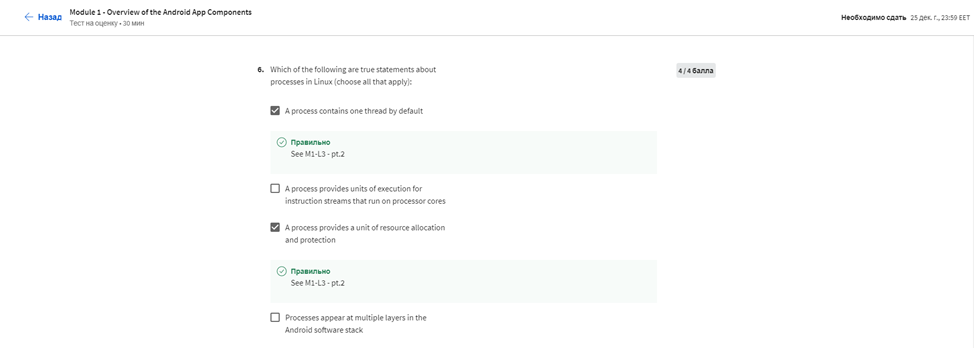 Назад
Module 1 - Overview of the Android App Components
Тест на оценку • 30 мин
Необходимо сдать 25 дек. г., 23:59 EET
6. Which of the following are true statements about
processes in Linux (choose all that apply):
4 / 4 балла
A process contains one thread by default
Правильно
See M1-L3 - pt.2
A process provides units of execution for
instruction streams that run on processor cores
A process provides a unit of resource allocation
and protection
Правильно
See M1-L3 - pt.2
Processes appear at multiple layers in the
Android software stack